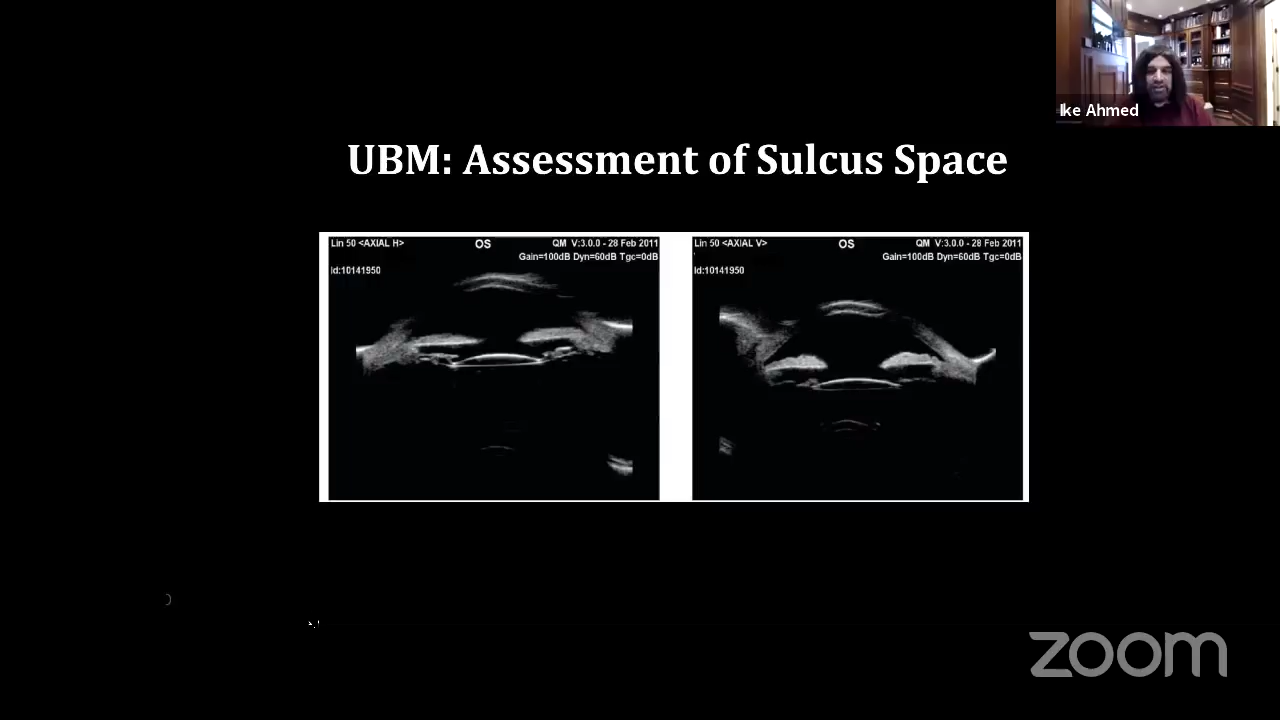 Ike Ahmed
UBM: Assessment of Sulcus Space
Lin 50 <AXIAL H>
OS
QM V:3.0.0 - 28 Feb 2011
Gain=100dB Dyn=60dB Tgc=0dB
Id:10141950
Lin 50 <AXIAL V>
OS
QM V:3.0.0 - 28 Feb 2011
Gain=100dB Dyn=60dB Tgc=0dB
Id:10141950
zoom